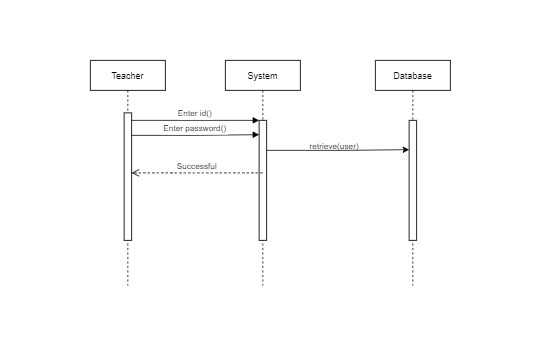 Teacher
System
Database
Enter id()
Enter password()
retrieve(user)
Successful